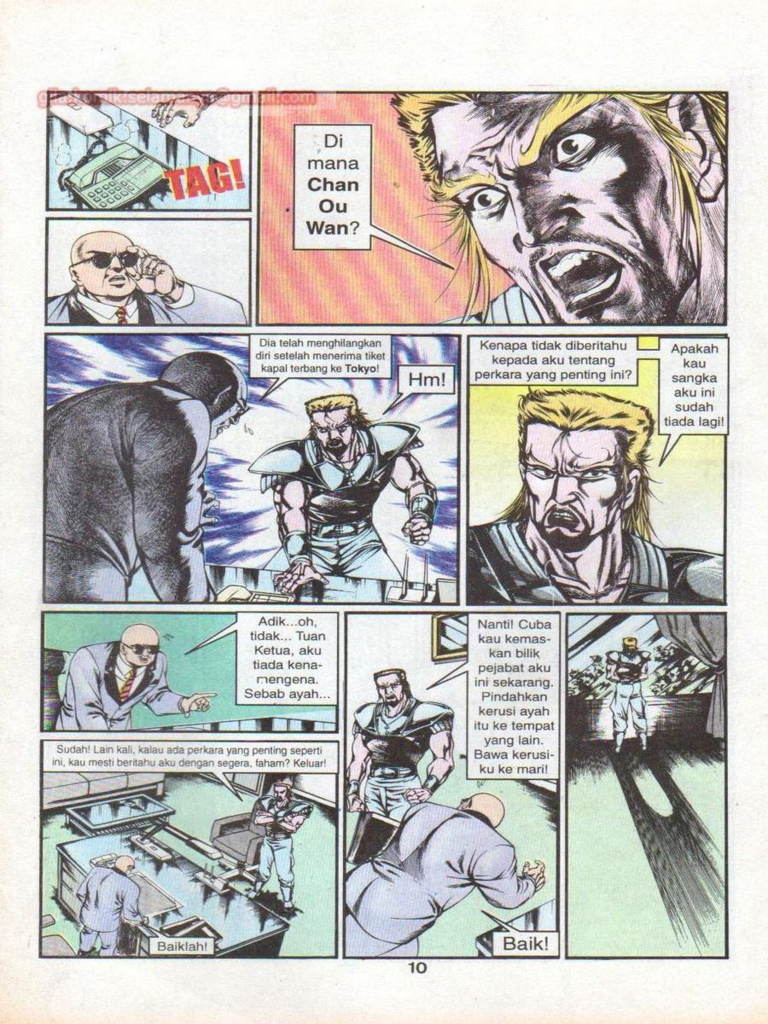 TAG!
Di
mana
Chan
Ou
Wan?
Dia telah menghilangkan
diri setelah menerima tiket
kapal terbang ke Tokyo!
Hm!
Kenapa tidak diberitahu
kepada aku tentang
perkara yang penting ini?
Apakah
kau
sangka
aku ini
sudah
tiada lagi!
Adik...oh,
tidak... Tuan
Ketua, aku
tiada kena-
mengena.
Sebab ayah...
Sudah! Lain kali, kalau ada perkara yang penting seperti
ini, kau mesti beritahu aku dengan segera, faham? Keluar!
Baiklah!
Nanti! Cuba
kau kemas-
kan bilik
pejabat aku
ini sekarang.
Pindahkan
kerusi ayah
itu ke tempat
yang lain.
Bawa kerusi-
ku ke mari!
Baik!
10